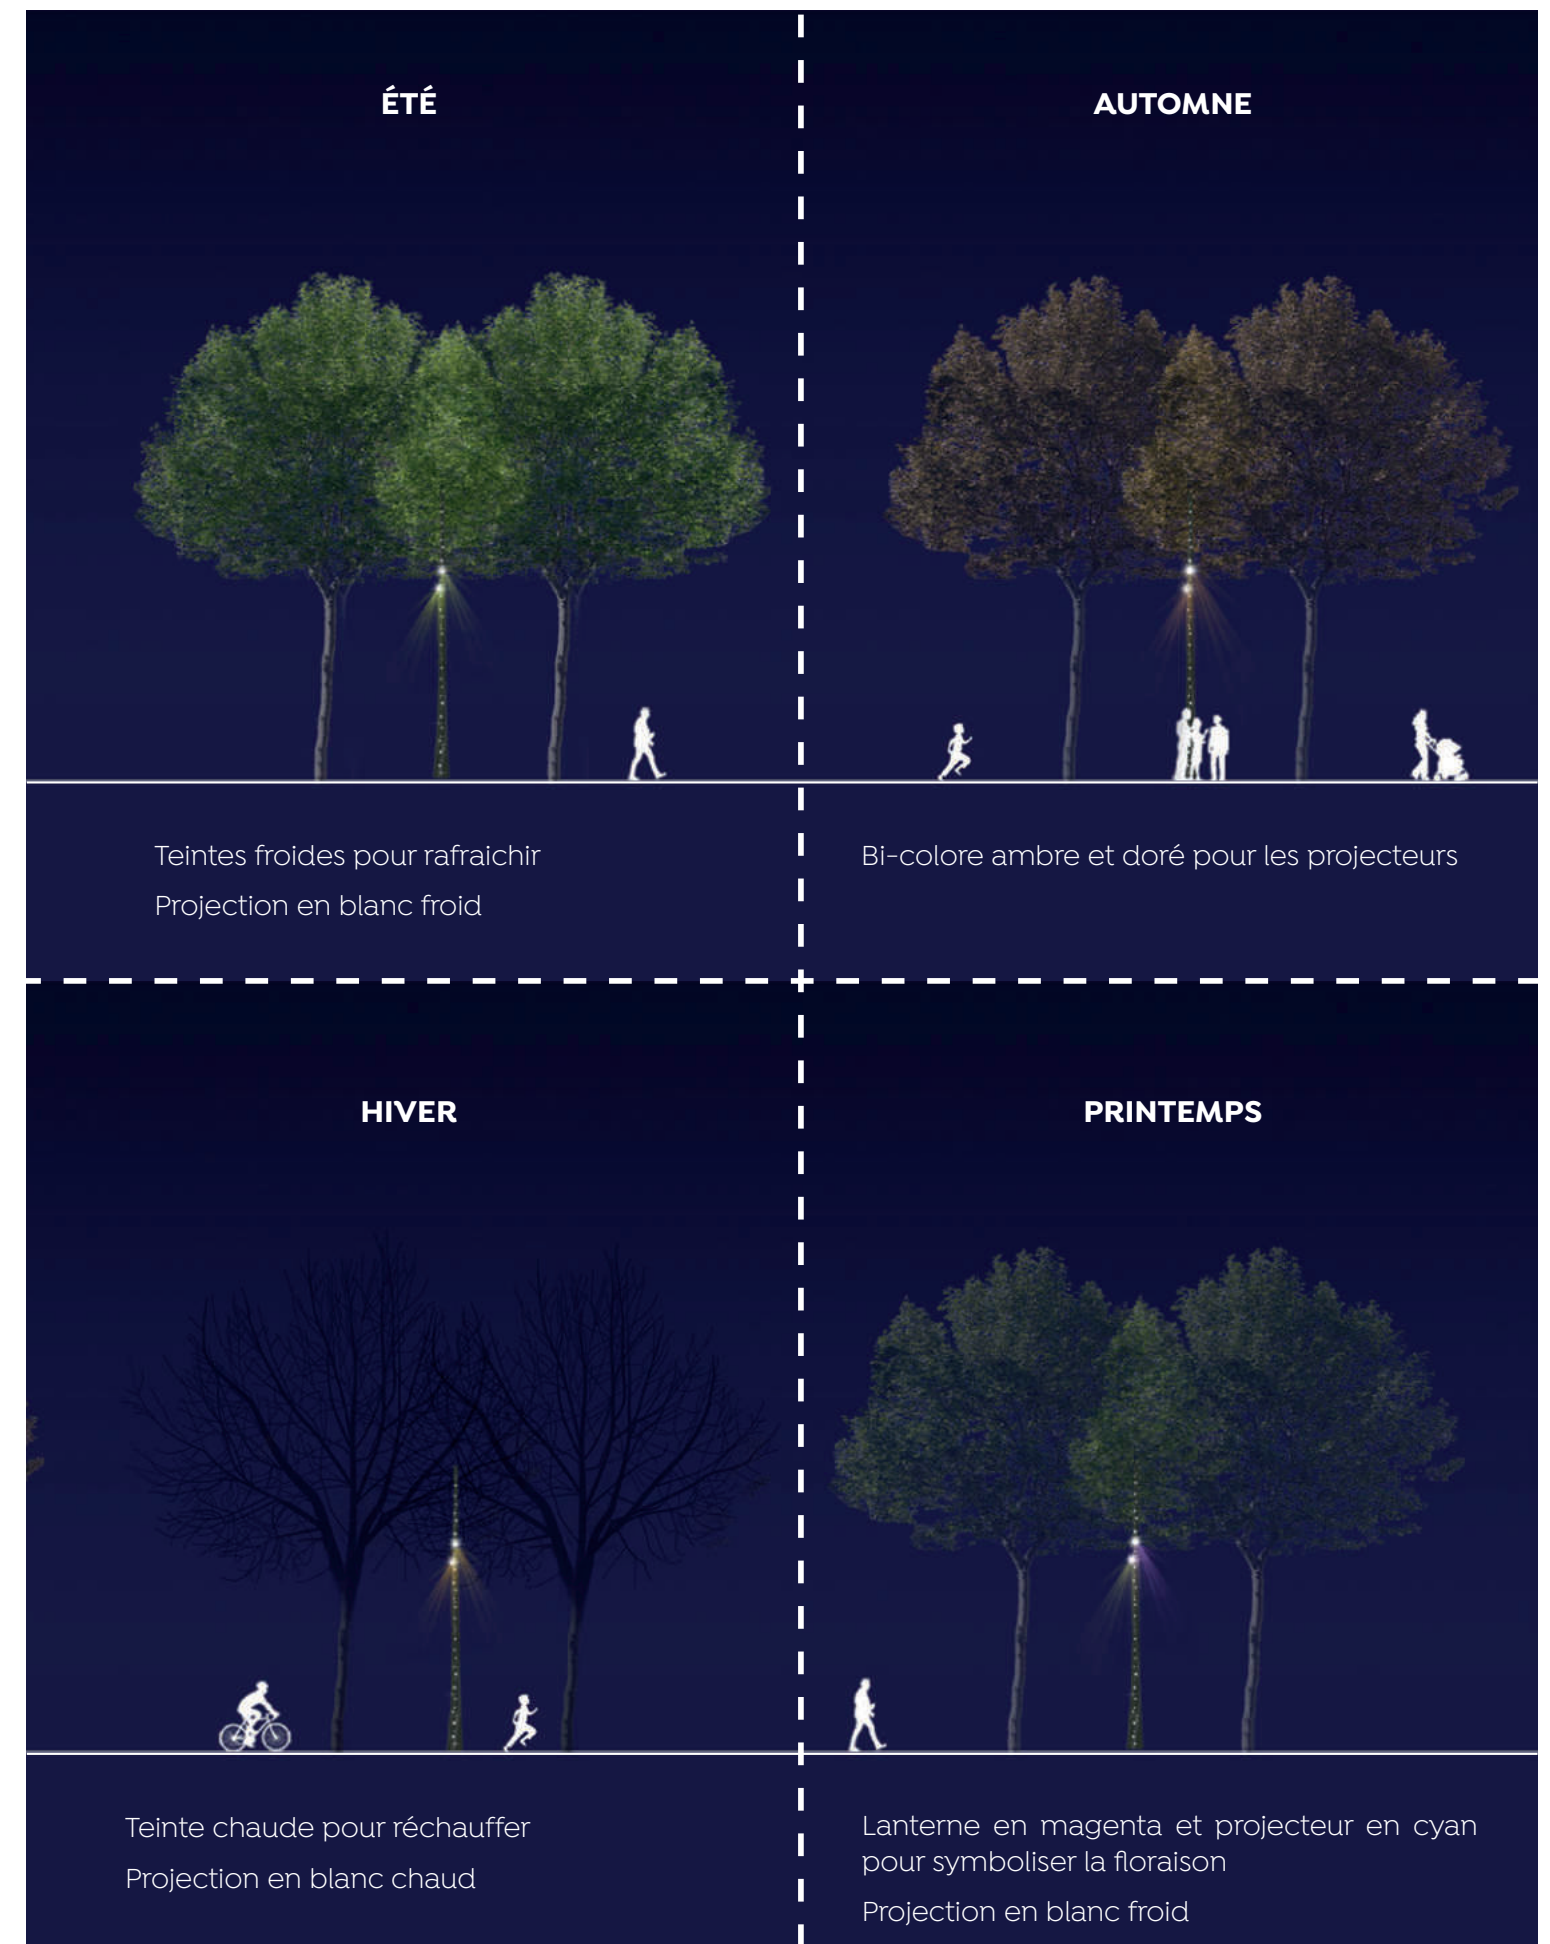 ÉTÉ
Teintes froides pour rafraichir
Projection en blanc froid
AUTOMNE
Bi-colore ambre et doré pour les projecteurs
HIVER
Teinte chaude pour réchauffer
Projection en blanc chaud
PRINTEMPS
Lanterne en magenta et projecteur en cyan
pour symboliser la floraison
Projection en blanc froid